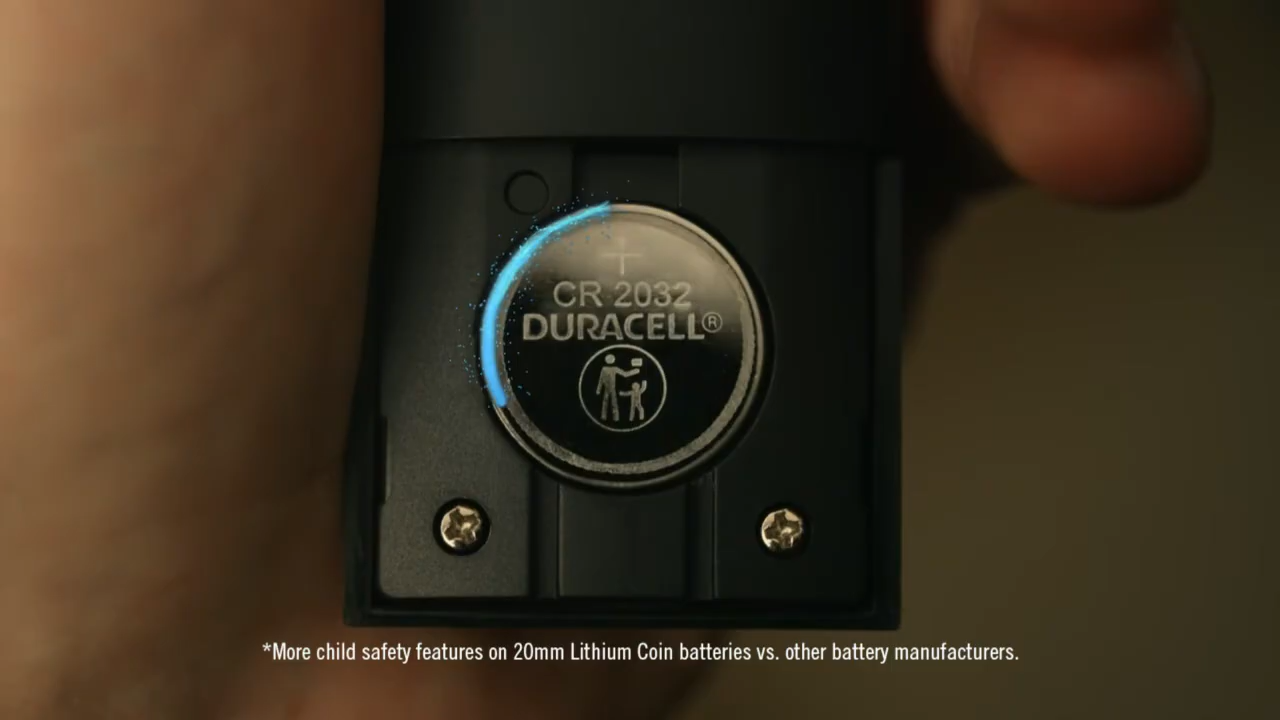 +
CR 2032
DURACELL®
*More child safety features on 20mm Lithium Coin batteries vs. other battery manufacturers.